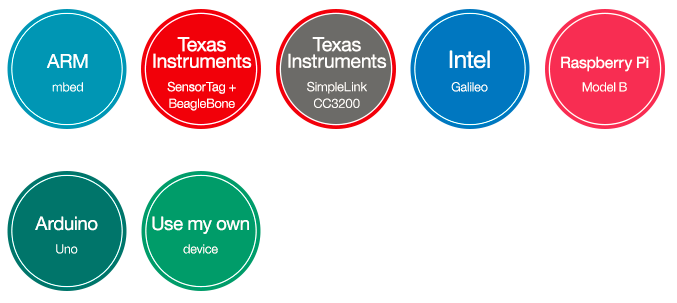 ARM
mbed
Texas
Instruments
SensorTag +
BeagleBone
Texas
Instruments
SimpleLink
CC3200
Intel
Galileo
Raspberry Pi
Model B
Arduino
Uno
Use my own
device